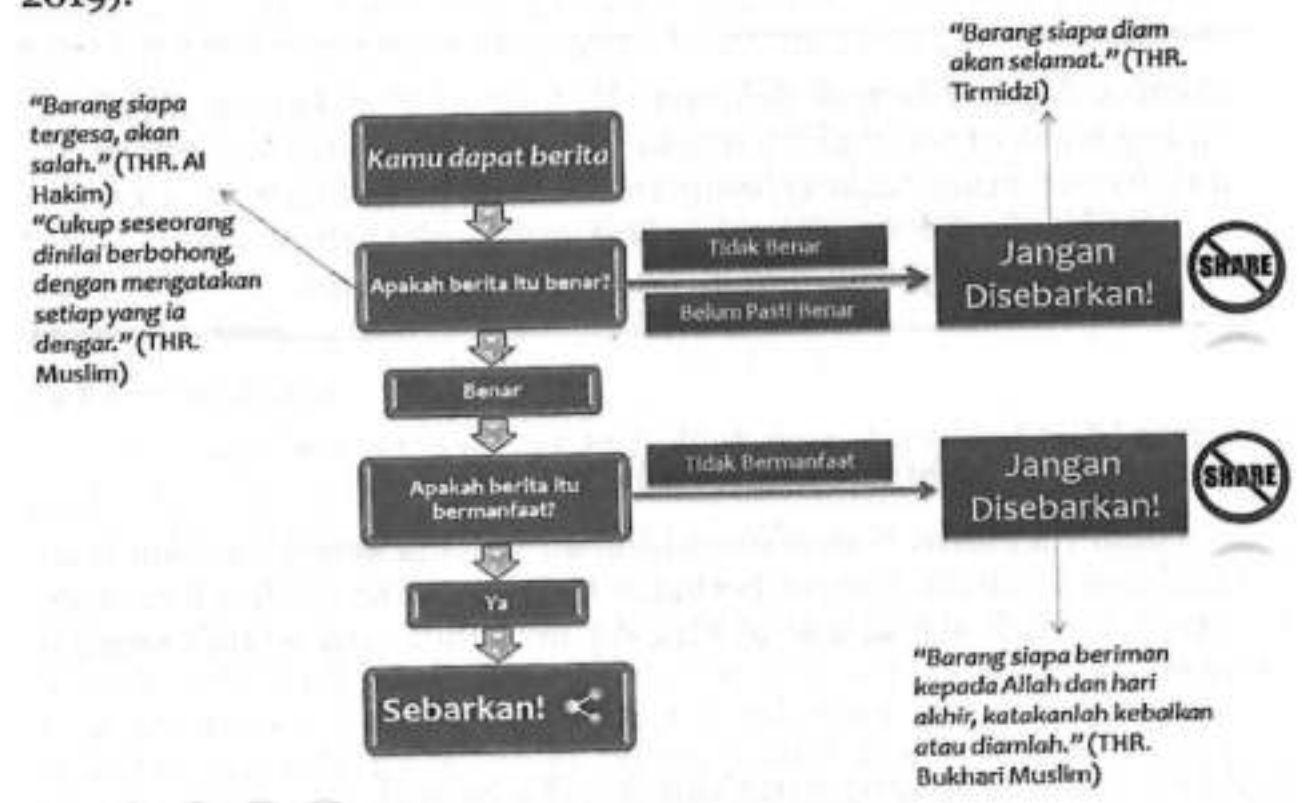 2019).
"Barang siapa diam
akan selamat." (THR.
Tirmidzi)
"Barang siapa
tergesa, akan
salah." (THR. Al
Hakim)
"Cukup seseorang
dinilai berbohong,
dengan mengatakan
setiap yang ia
dengar." (THR.
Muslim)
Kamu dapat berita
Apakah berita itu benar?
Tidak Benar
Belum Pasti Benar
Jangan
Disebarkan!
SHARE
Benar
Apakah berita itu
bermanfaat?
Tidak Bermanfaat
Jangan
Disebarkan!
SHARE
Ya
Sebarkan!
"Barang siapa beriman
kepada Allah dan hari
akhir, katakanlah kebaikan
atau diamlah." (THR.
Bukhari Muslim)